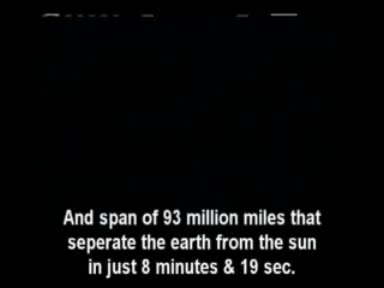 And span of 93 million miles that
seperate the earth from the sun
in just 8 minutes & 19 sec.